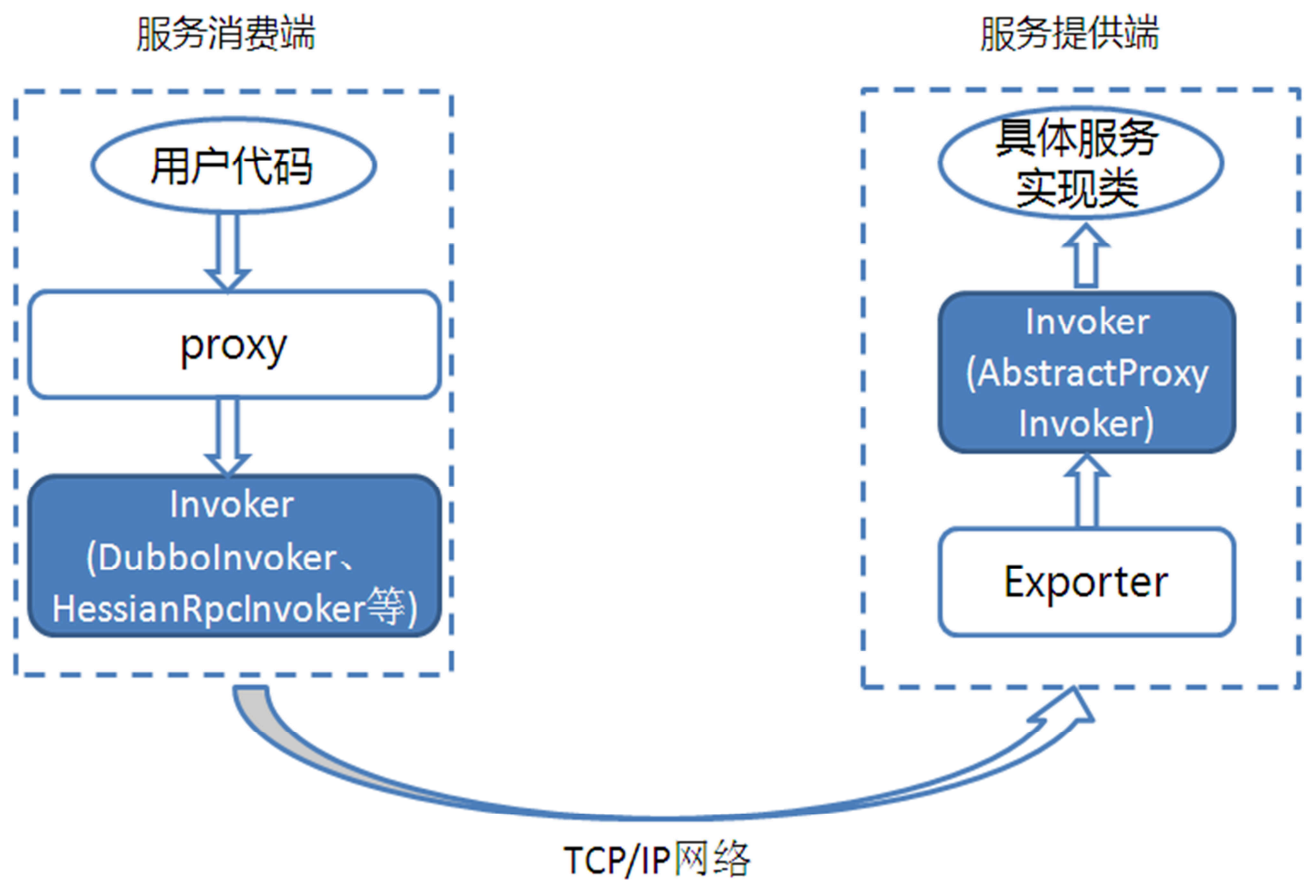 服务消费端
用户代码
proxy
Invoker
(DubboInvoker、
HessianRpcInvoker等)
服务提供端
具体服务
实现类
Invoker
(AbstractProxy
Invoker)
Exporter
TCP/IP网络